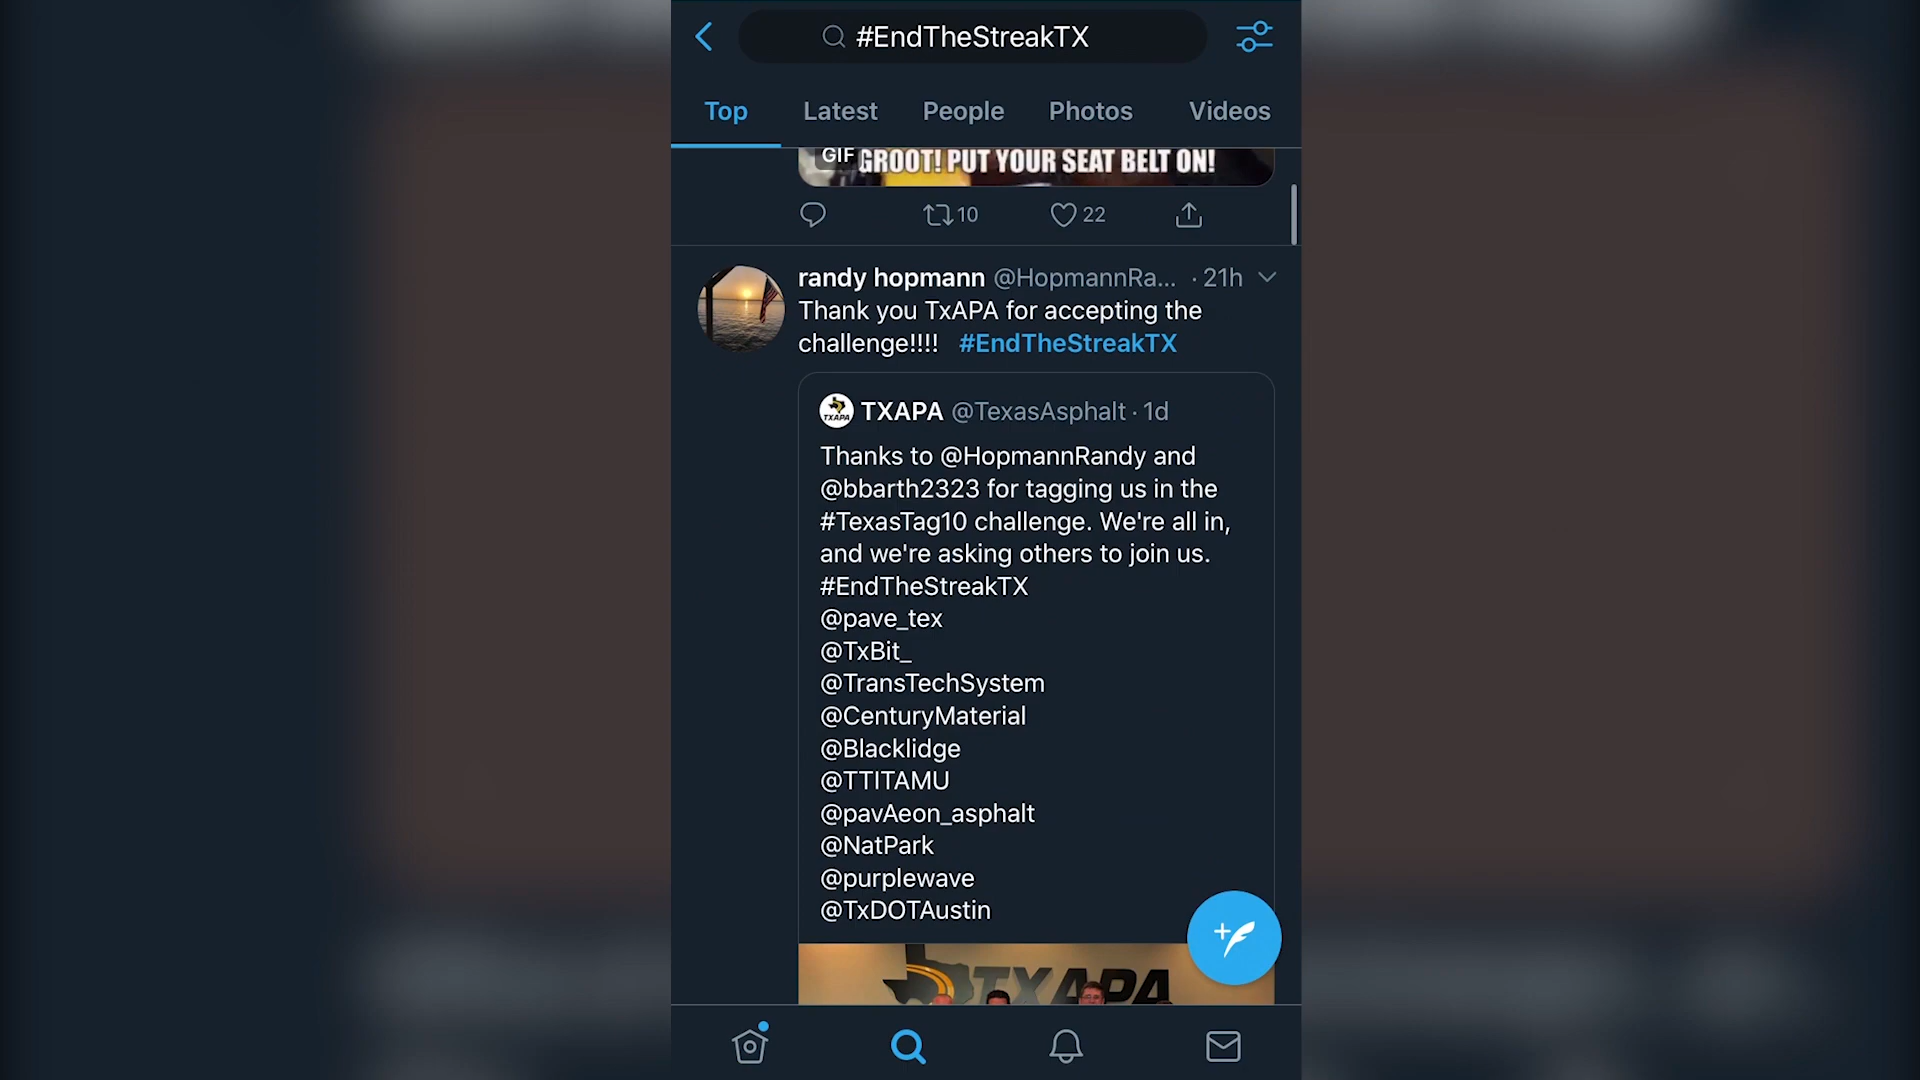 #EndTheStreakTX
Top Latest People Photos Videos
GIF
GROOT! PUT YOUR SEAT BELT ON!
10 22
randy hopmann @HopmannRa... · 21h
Thank you TxAPA for accepting the
challenge!!!! #EndTheStreakTX
TXAPA
TXAPA @TexasAsphalt · 1d
Thanks to @HopmannRandy and
@bbarth2323 for tagging us in the
#TexasTag10 challenge. We're all in,
and we're asking others to join us.
#EndTheStreakTX
@pave_tex
@TxBit_
@TransTechSystem
@CenturyMaterial
@Blacklidge
@TTITAMU
@pavAeon_asphalt
@NatPark
@purplewave
@TxDOTAustin
TXAPA